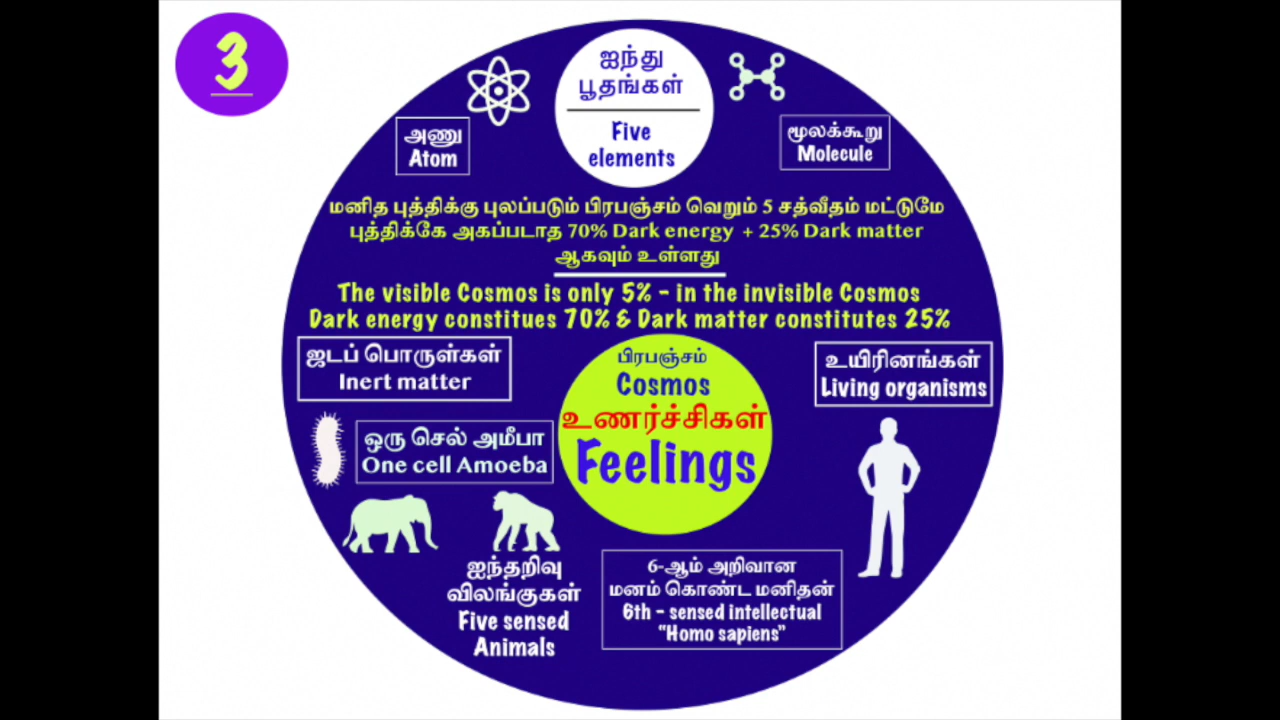 3
ஐந்து
பூதங்கள்
Five
elements
அணு
Atom
மூலக்கூறு
Molecule
மனித புத்திக்கு புலப்படும் பிரபஞ்சம் வெறும் 5 சத்வீதம் மட்டுமே
புத்திக்கே அகப்படாத 70% Dark energy + 25% Dark matter
ஆகவும் உள்ளது
The visible Cosmos is only 5% - in the invisible Cosmos
Dark energy constitues 70% & Dark matter constitutes 25%
ஜடப் பொருள்கள்
Inert matter
பிரபஞ்சம்
Cosmos
உணர்ச்சிகள்
Feelings
உயிரினங்கள்
Living organisms
ஒரு செல் அமீபா
One cell Amoeba
ஐந்தறிவு
விலங்குகள்
Five sensed
Animals
6-ஆம் அறிவான
மனம் கொண்ட மனிதன்
6th - sensed intellectual
"Homo sapiens"